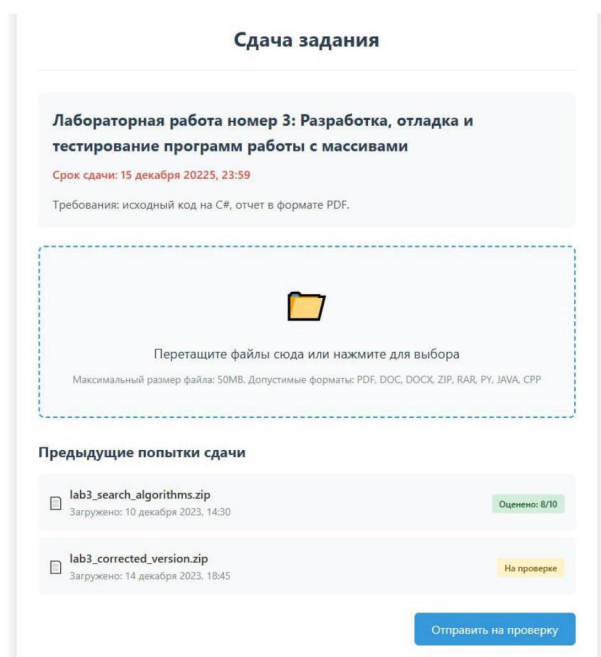 Сдача задания
Лабораторная работа номер 3: Разработка, отладка и
тестирование программ работы с массивами
Срок сдачи: 15 декабря 20225, 23:59
Требования: исходный код на C#, отчет в формате PDF.
Перетащите файлы сюда или нажмите для выбора
Максимальный размер файла: 50MB. Допустимые форматы: PDF, DOC, DOCX, ZIP, RAR, PY, JAVA, CPP
Предыдущие попытки сдачи
lab3_search_algorithms.zip
Загружено: 10 декабря 2023, 14:30
Оценено: 8/10
lab3_corrected_version.zip
Загружено: 14 декабря 2023, 18:45
На проверке
Отправить на проверку